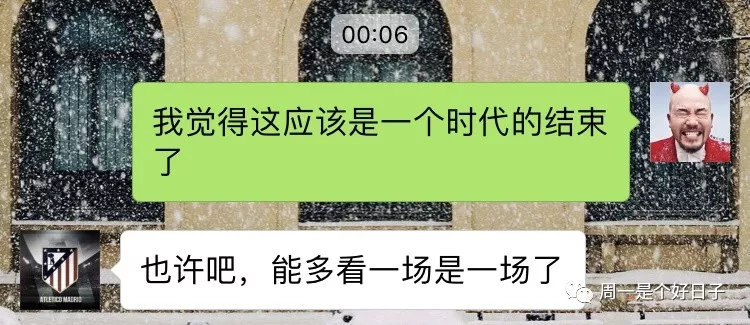 00:06
我觉得这应该是一个时代的结束
了
ATLETICO MADRID
也许吧，能多看一场是一场了
周一是个好日子